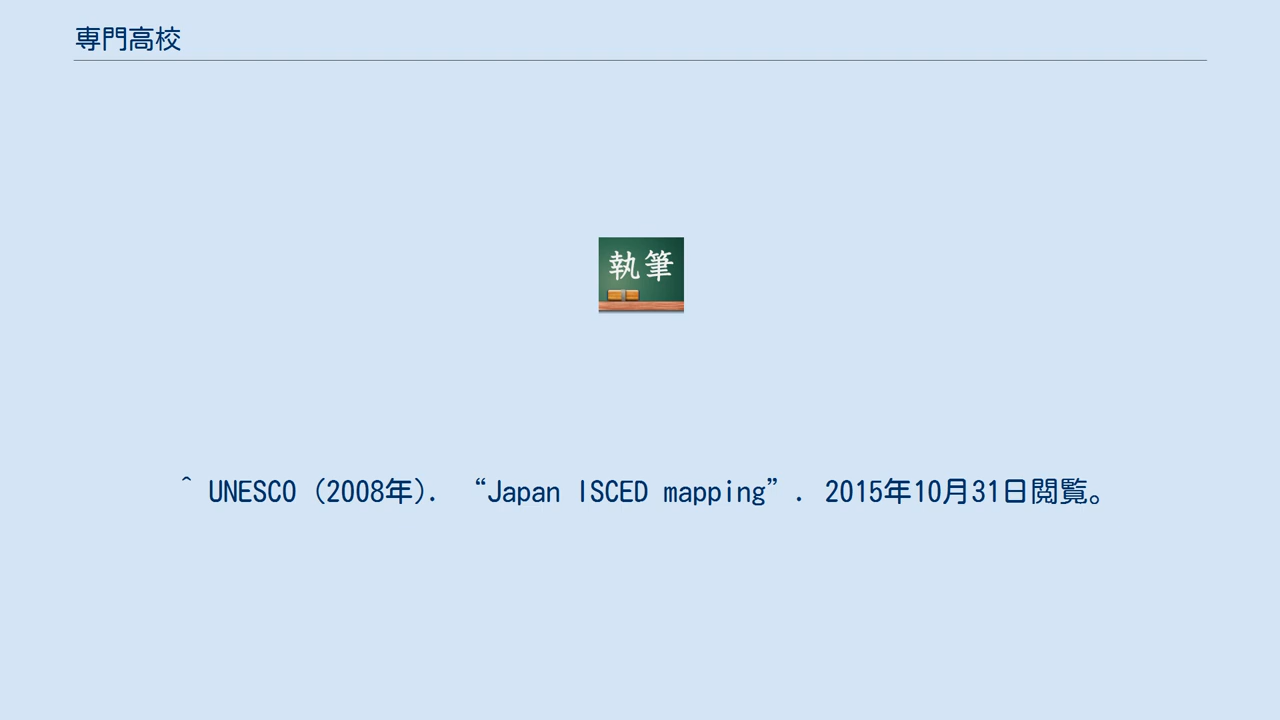 専門高校
執筆
^ UNESCO (2008年). “Japan ISCED mapping”. 2015年10月31日閲覧。